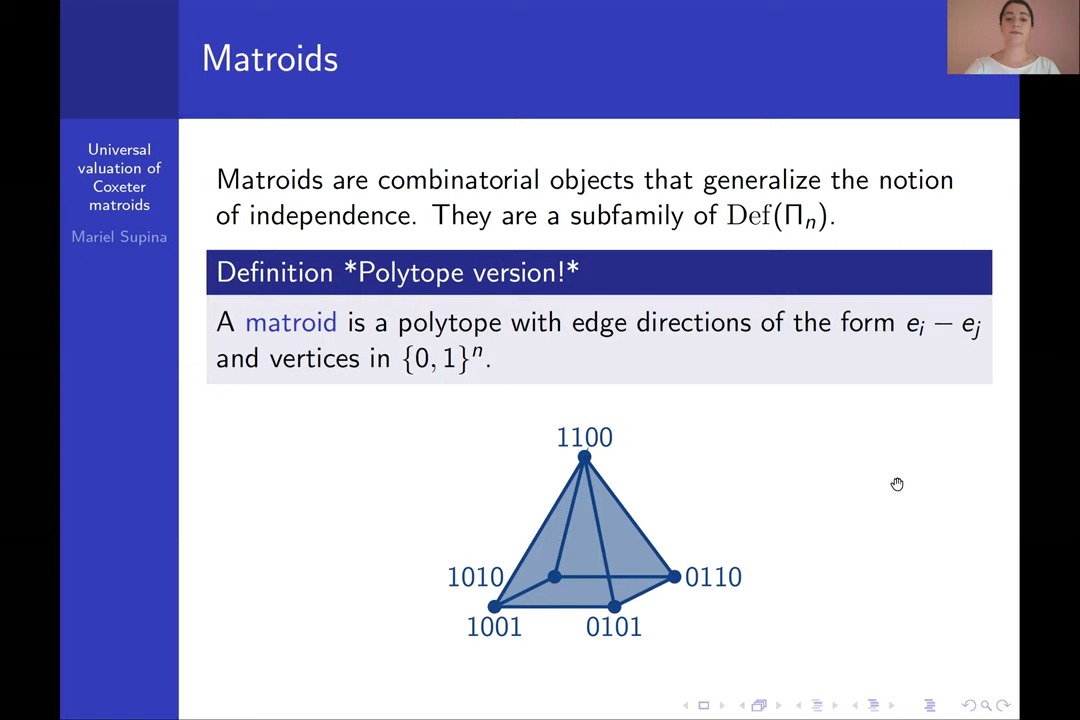 Matroids
Universal
valuation of
Coxeter
matroids
Mariel Supina
Matroids are combinatorial objects that generalize the notion
of independence. They are a subfamily of Def(Πₙ).
Definition *Polytope version!*
A matroid is a polytope with edge directions of the form eᵢ − eⱼ
and vertices in {0, 1}ⁿ.
1100
1010
0110
1001
0101